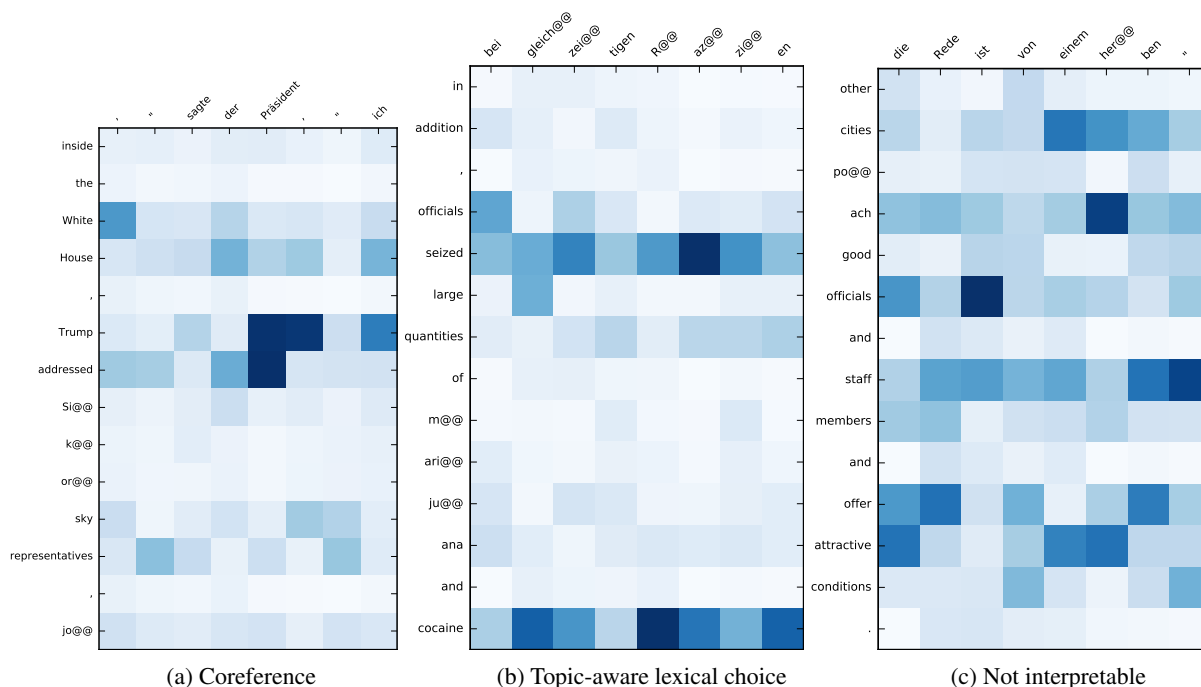 , “ sagte der Präsident , “ ich
inside
the
White
House
,
Trump
addressed
Si@@
k@@
or@@
sky
representatives
,
jo@@
(a) Coreference
bei gleich@@ zei@@ tigen R@@ az@@ zi@@ en
in
addition
,
officials
seized
large
quantities
of
m@@
ari@@
ju@@
ana
and
cocaine
(b) Topic-aware lexical choice
die Rede ist von einem her@@ ben “
other
cities
po@@
ach
good
officials
and
staff
members
and
offer
attractive
conditions
.
(c) Not interpretable